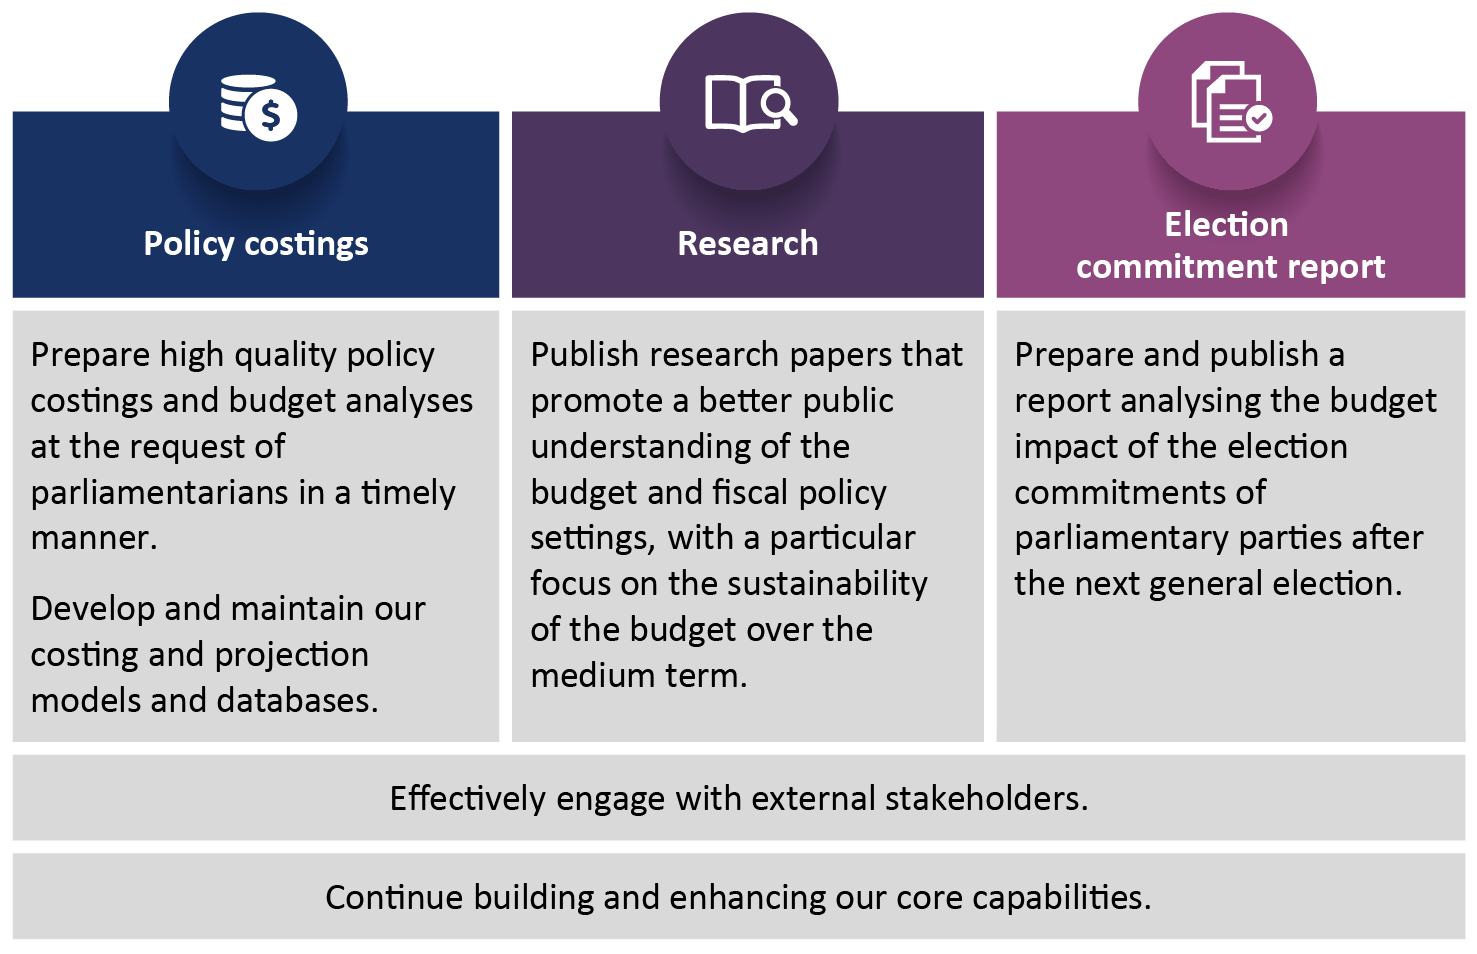 $
Policy costings
Prepare high quality policy
costings and budget analyses
at the request of
parliamentarians in a timely
manner.
Develop and maintain our
costing and projection
models and databases.
Research
Publish research papers that
promote a better public
understanding of the
budget and fiscal policy
settings, with a particular
focus on the sustainability
of the budget over the
medium term.
Election
commitment report
Prepare and publish a
report analysing the budget
impact of the election
commitments of
parliamentary parties after
the next general election.
Effectively engage with external stakeholders.
Continue building and enhancing our core capabilities.